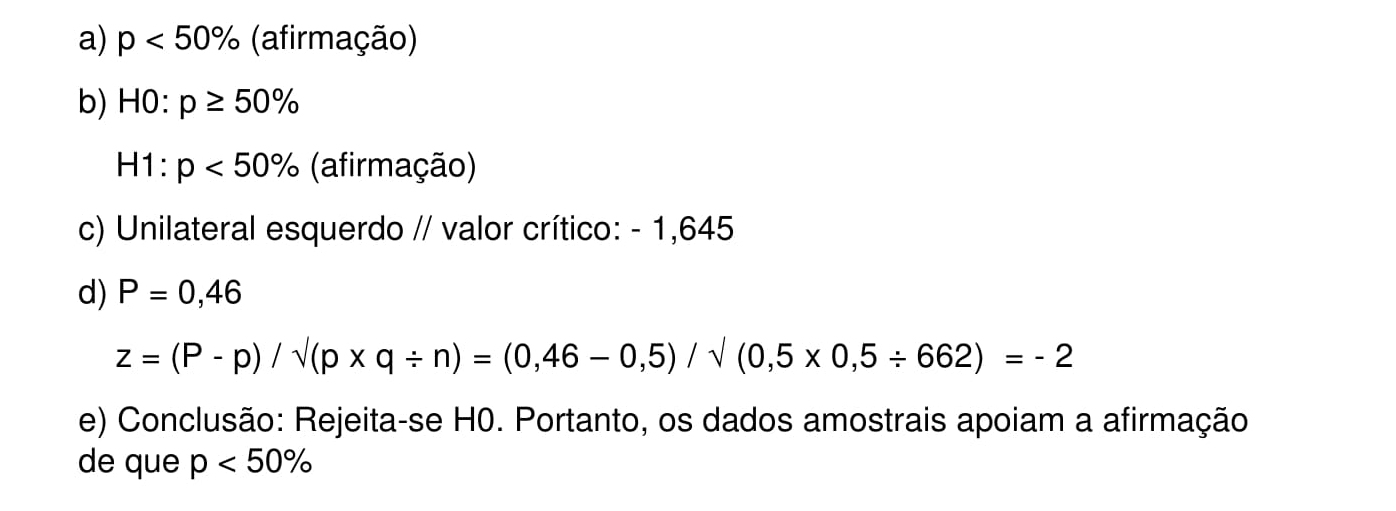 a) p < 50% (afirmação)
b) H0: p ≥ 50%
H1: p < 50% (afirmação)
c) Unilateral esquerdo // valor crítico: - 1,645
d) P = 0,46
z = (P - p) / √(p x q ÷ n) = (0,46 – 0,5) / √ (0,5 x 0,5 ÷ 662) = - 2
e) Conclusão: Rejeita-se H0. Portanto, os dados amostrais apoiam a afirmação
de que p < 50%